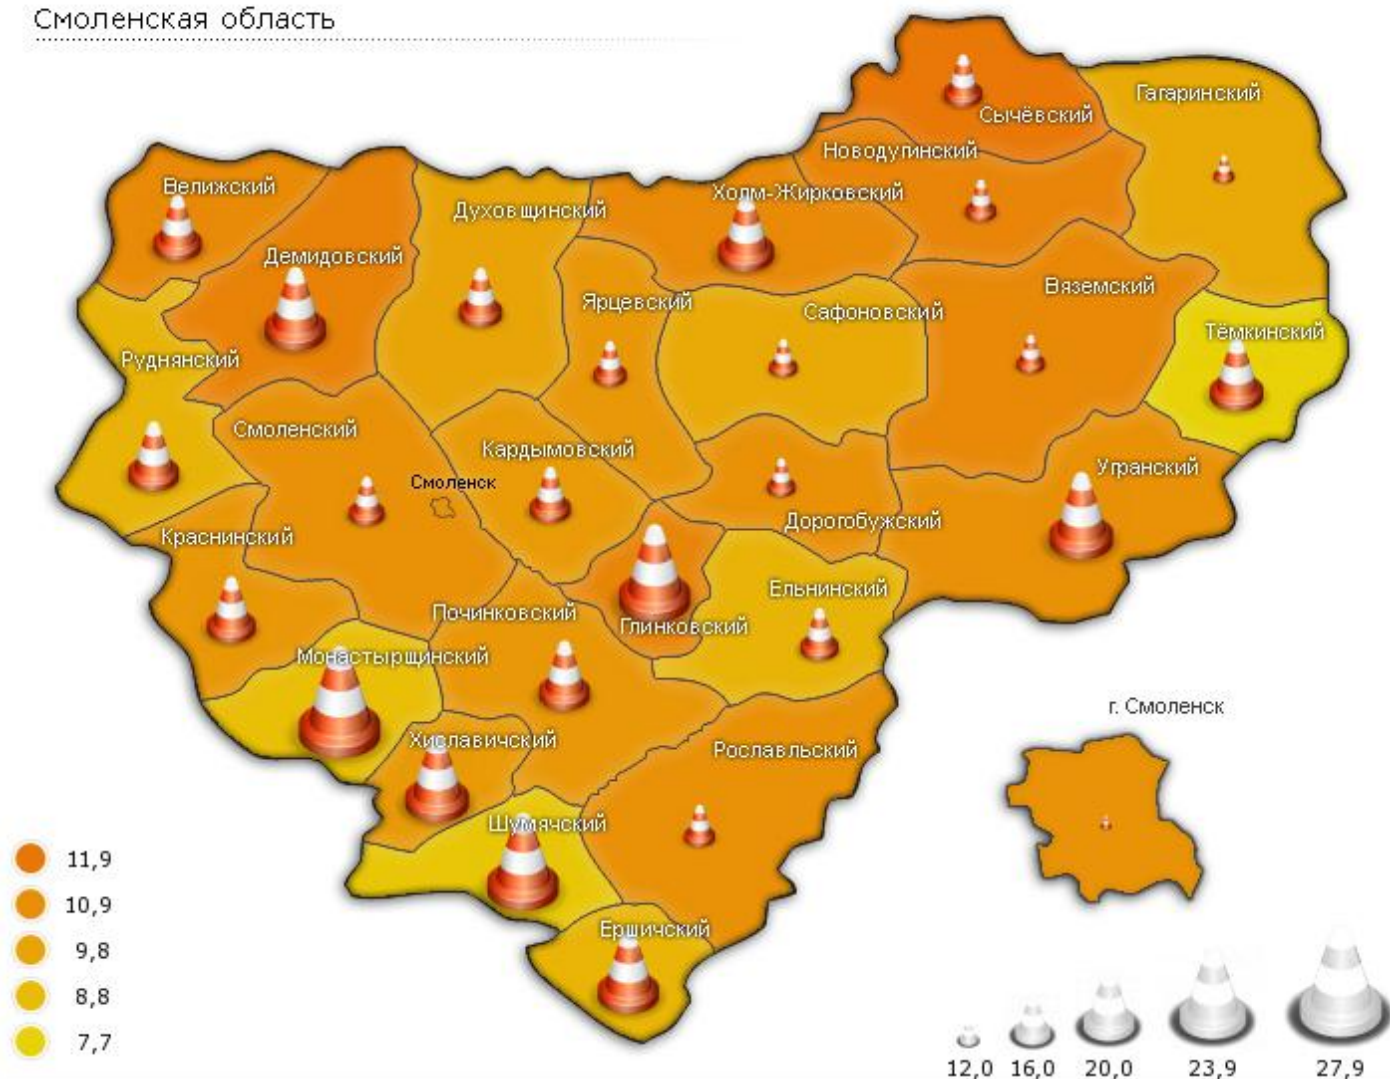 Смоленская область
Гагаринский
Сычёвский
Новодугинский
Велижский
Холм-Жирковский
Духовщинский
Демидовский
Вяземский
Ярцевский
Сафоновский
Тёмкинский
Руднянский
Смоленский
Кардымовский
Угранский
Смоленск
Дорогобужский
Краснинский
Ельнинский
Починковский
Глинковский
Монастырщинский
г. Смоленск
Хиславичский
Рославльский
Шумячский
Ершичский
11,9
10,9
9,8
8,8
7,7
12,0 16,0 20,0 23,9 27,9